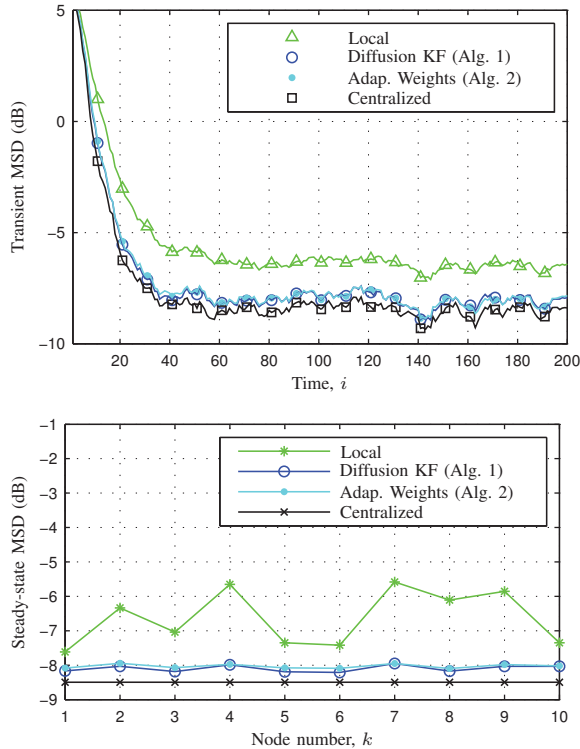 5
0
−5
−10
Transient MSD (dB)
Local
Diffusion KF (Alg. 1)
Adap. Weights (Alg. 2)
Centralized
20 40 60 80 100 120 140 160 180 200
Time, i
−1
−2
−3
−4
−5
−6
−7
−8
−9
Steady-state MSD (dB)
Local
Diffusion KF (Alg. 1)
Adap. Weights (Alg. 2)
Centralized
1 2 3 4 5 6 7 8 9 10
Node number, k